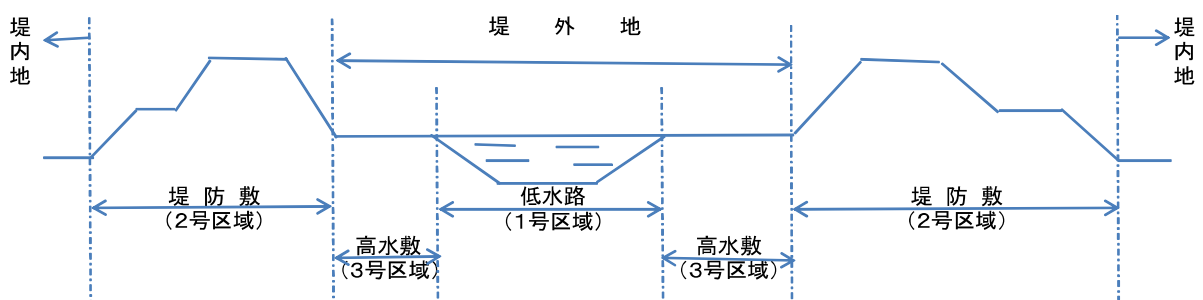 堤内地
堤外地
堤内地
堤防敷
(2号区域)
低水路
(1号区域)
堤防敷
(2号区域)
高水敷
(3号区域)
高水敷
(3号区域)